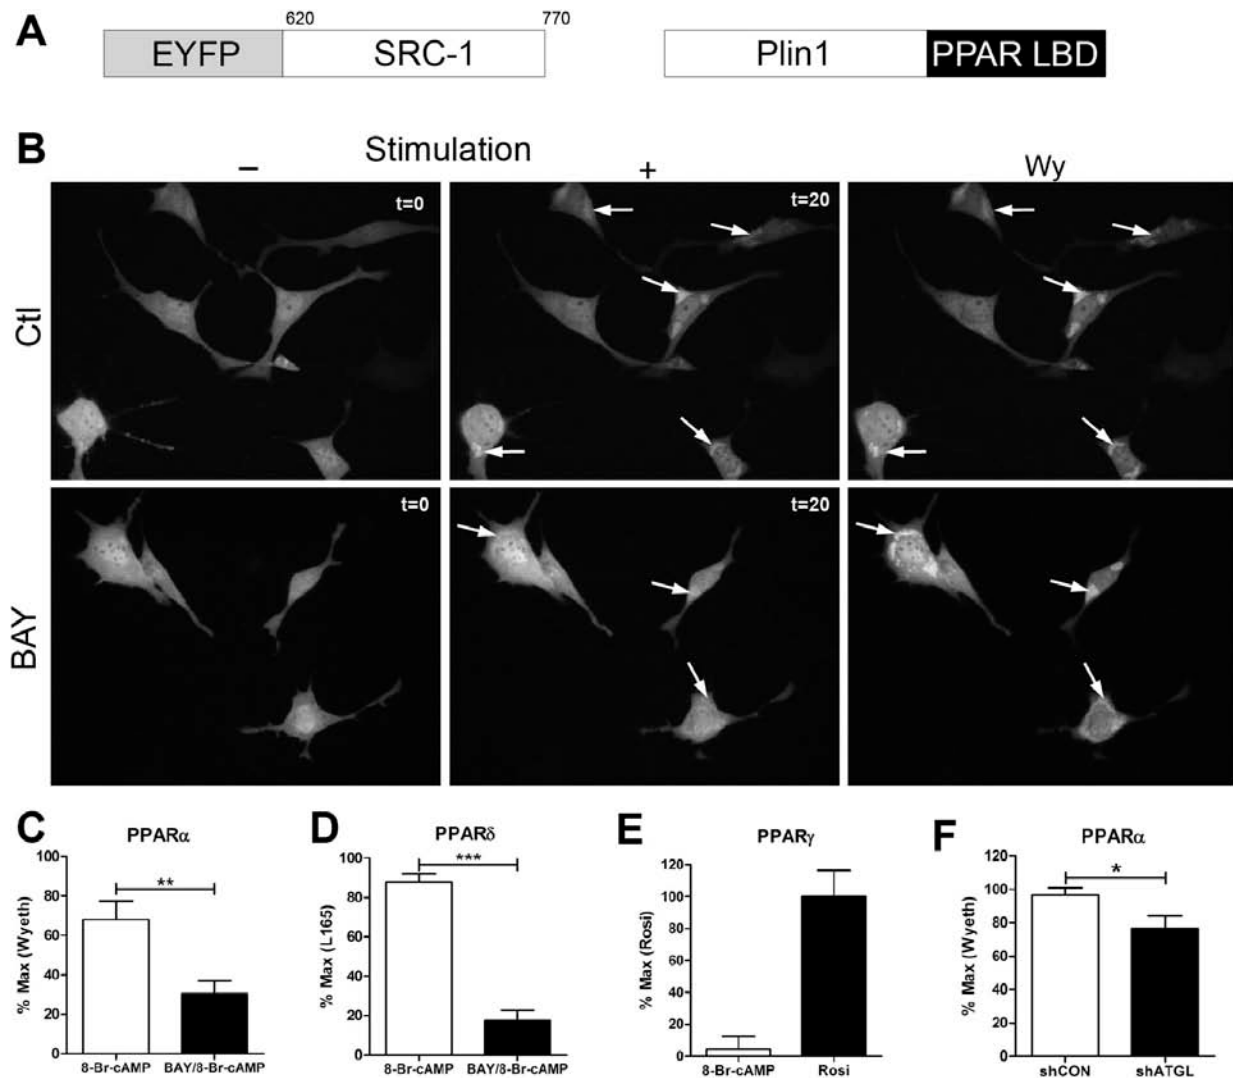 A
620
770
EYFP
SRC-1
Plin1
PPAR LBD
B
Stimulation
−
+
Wy
Ctl
t=0
t=20
BAY
t=0
t=20
C
PPARα
% Max (Wyeth)
100
80
60
40
20
0
**
8-Br-cAMP
BAY/8-Br-cAMP
D
PPARδ
% Max (L165)
100
80
60
40
20
0
***
8-Br-cAMP
BAY/8-Br-cAMP
E
PPARγ
% Max (Rosi)
120
100
80
60
40
20
0
8-Br-cAMP
Rosi
F
PPARα
% Max (Wyeth)
120
100
80
60
40
20
0
*
shCON
shATGL